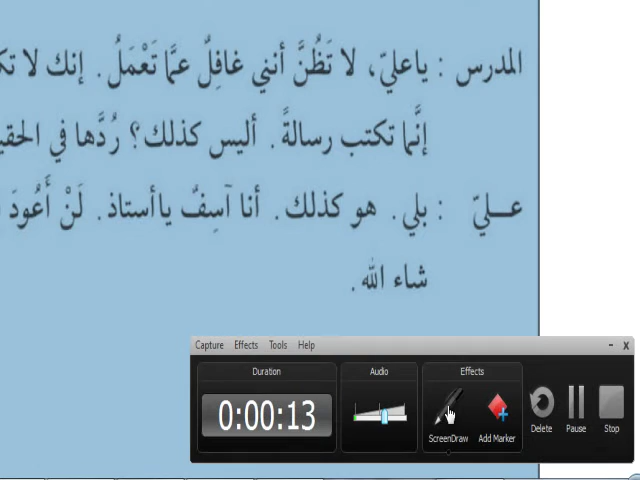 المدرس : ياعليّ، لا تَظُنَّ أنني غافِلٌ عمَّا تَعْمَلُ. إنك لا
إنَّما تكتب رسالةً. أليس كذلك؟ رُدَّها في
عــليّ : بلي. هو كذلك. أنا آسِفٌ ياأستاذ. لَنْ أَعُودَ
شاء الله.
Capture Effects Tools Help
Duration Audio Effects
0:00:13
ScreenDraw Add Marker Delete Pause Stop